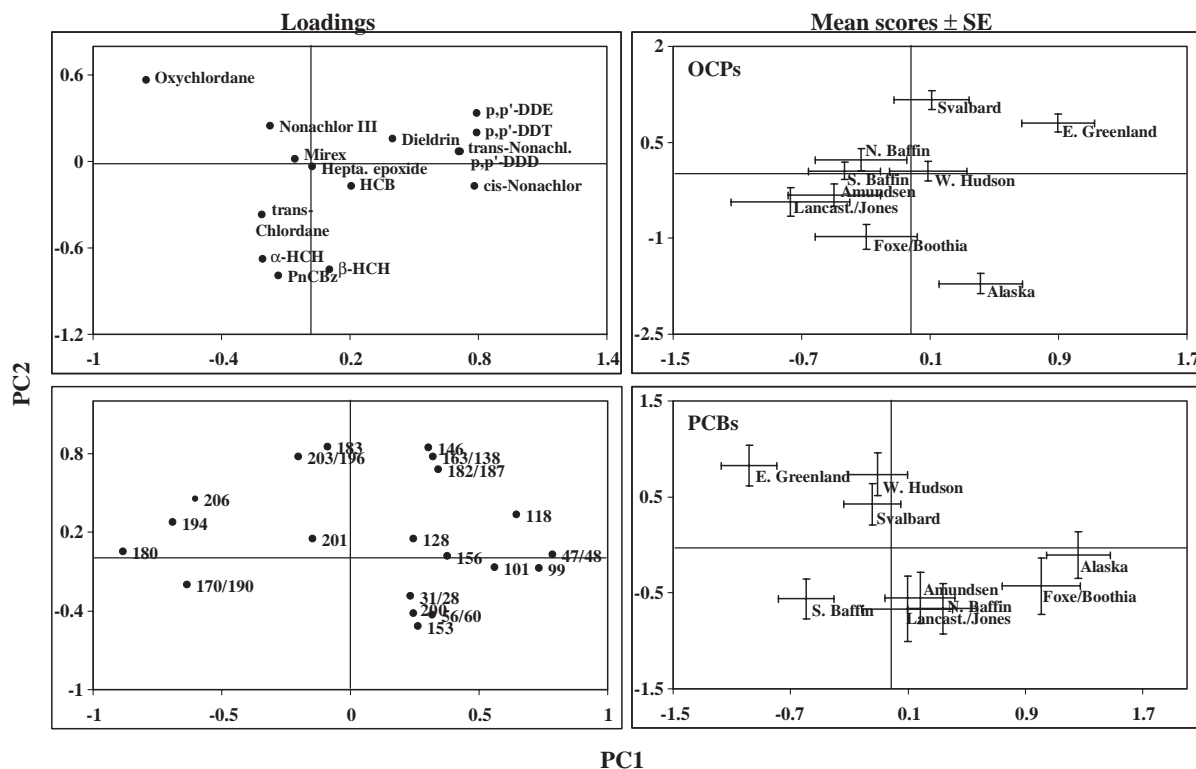 Loadings
Mean scores ± SE
0.6
0
-0.6
-1.2
-1
-0.4
0.2
0.8
1.4
Oxychlordane
Nonachlor III
Mirex
Hepta. epoxide
Dieldrin
HCB
p,p'-DDE
p,p'-DDT
trans-Nonachl.
p,p'-DDD
cis-Nonachlor
trans-
Chlordane
α-HCH
PnCBz
β-HCH
2
0.5
-1
-2.5
-1.5
-0.7
0.1
0.9
1.7
OCPs
Svalbard
E. Greenland
N. Baffin
S. Baffin
W. Hudson
Amundsen
Lancast./Jones
Foxe/Boothia
Alaska
PC2
0.8
0.2
-0.4
-1
-1
-0.5
0
0.5
1
183
203/196
146
163/138
182/187
206
194
118
180
201
128
156
47/48
101
99
170/190
31/28
200
56/60
153
1.5
0.5
-0.5
-1.5
-1.5
-0.7
0.1
0.9
1.7
PCBs
E. Greenland
W. Hudson
Svalbard
Alaska
Foxe/Boothia
S. Baffin
Amundsen
N. Baffin
Lancast./Jones
PC1